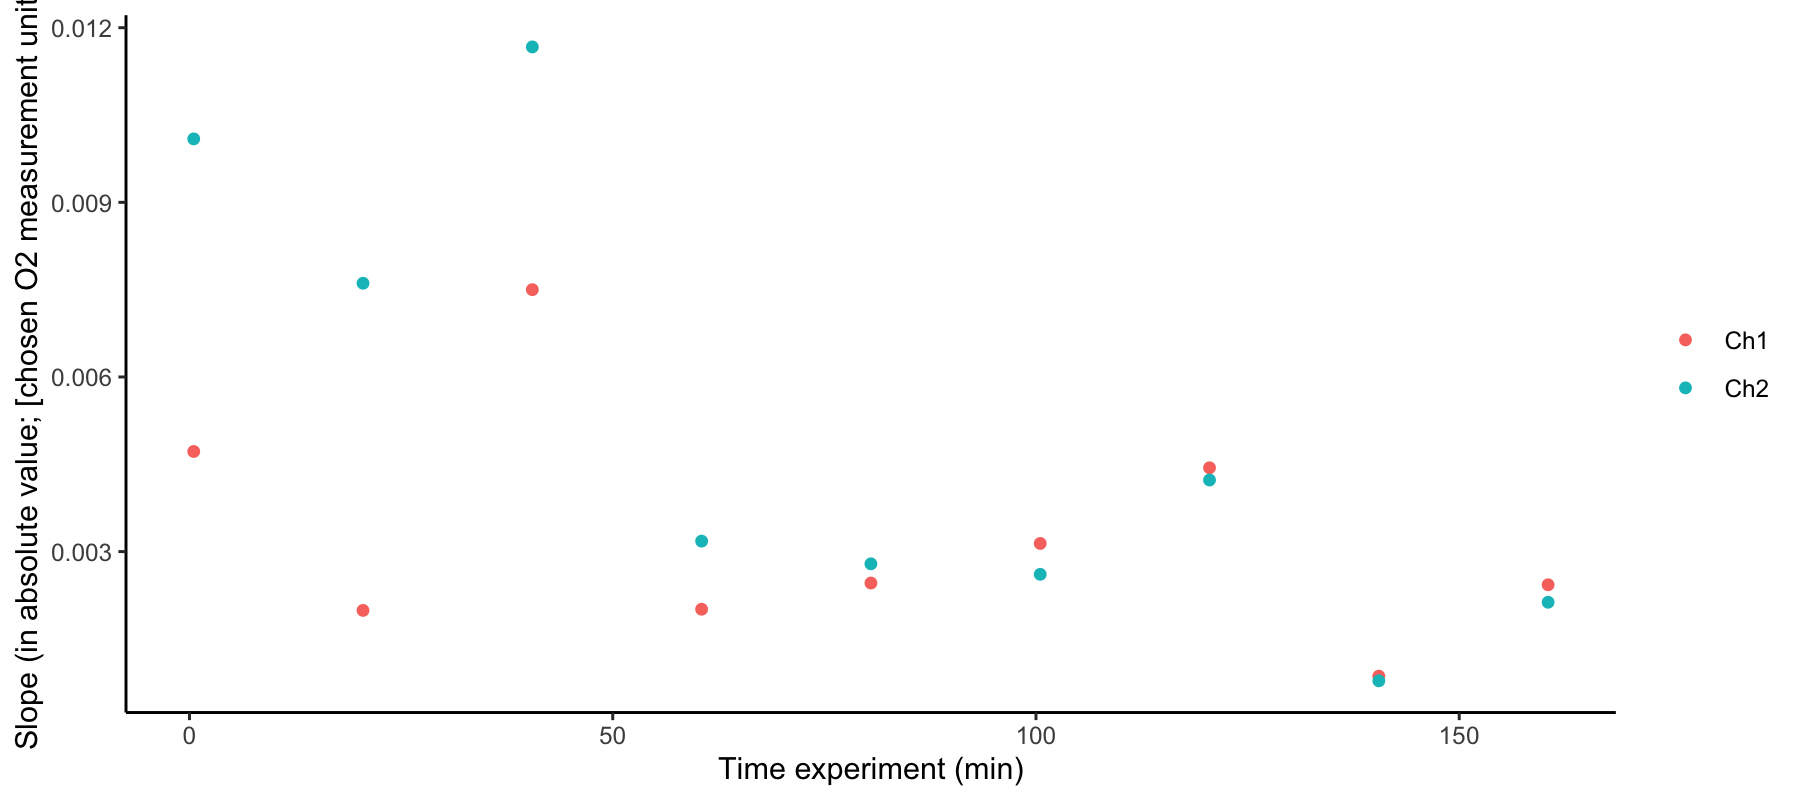 Slope (in absolute value; [chosen O2 measurement unit
0.012
0.009
0.006
0.003
0
50
100
150
Time experiment (min)
Ch1
Ch2